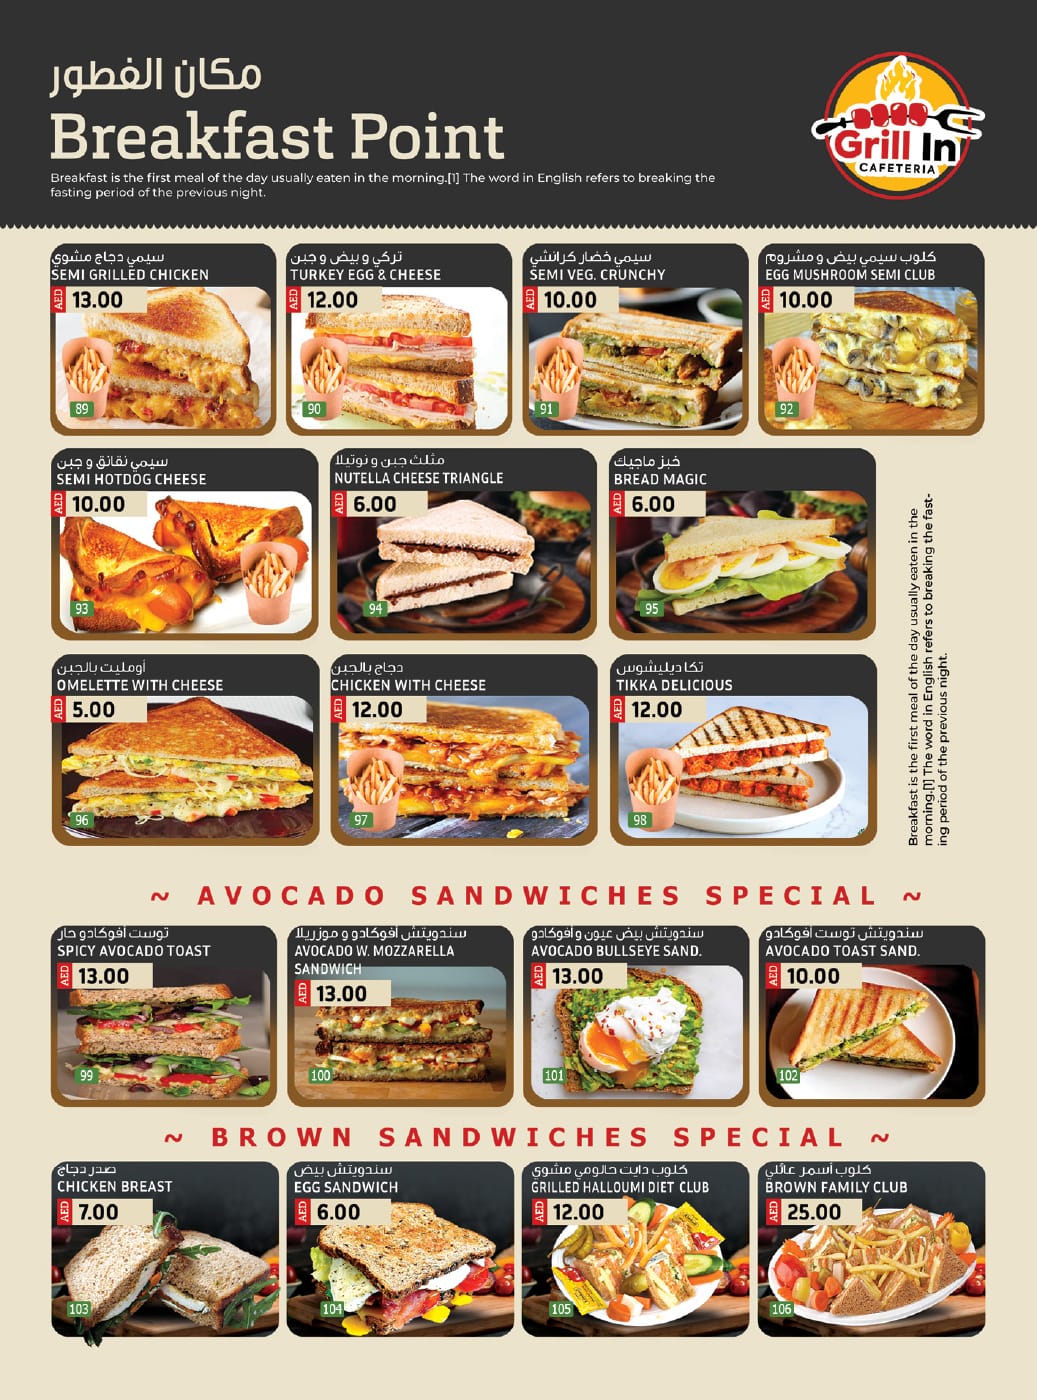 مكان الفطور
Breakfast Point
Breakfast is the first meal of the day usually eaten in the morning.[1] The word in English refers to breaking the
fasting period of the previous night.
Grill In
CAFETERIA
سيمي دجاج مشوي
SEMI GRILLED CHICKEN
AED 13.00
89
تركي و بيض و جبن
TURKEY EGG & CHEESE
AED 12.00
90
سيمي خضار كرانشي
SEMI VEG. CRUNCHY
AED 10.00
91
كلوب سيمي بيض و مشروم
EGG MUSHROOM SEMI CLUB
AED 10.00
92
سيمي نقانق و جبن
SEMI HOTDOG CHEESE
AED 10.00
93
مثلث جبن و نوتيلا
NUTELLA CHEESE TRIANGLE
AED 6.00
94
خبز ماجيك
BREAD MAGIC
AED 6.00
95
Breakfast is the first meal of the day usually eaten in the
morning.[1] The word in English refers to breaking the fast-
ing period of the previous night.
أومليت بالجبن
OMELETTE WITH CHEESE
AED 5.00
96
دجاج بالجبن
CHICKEN WITH CHEESE
AED 12.00
97
تكا ديليشوس
TIKKA DELICIOUS
AED 12.00
98
~ AVOCADO SANDWICHES SPECIAL ~
توست أفوكادو حار
SPICY AVOCADO TOAST
AED 13.00
99
سندويتش أفوكادو و موزريلا
AVOCADO W. MOZZARELLA
SANDWICH
AED 13.00
100
سندويتش بيض عيون و أفوكادو
AVOCADO BULLSEYE SAND.
AED 13.00
101
سندويتش توست أفوكادو
AVOCADO TOAST SAND.
AED 10.00
102
~ BROWN SANDWICHES SPECIAL ~
صدر دجاج
CHICKEN BREAST
AED 7.00
103
سندويتش بيض
EGG SANDWICH
AED 6.00
104
كلوب دايت حالومي مشوي
GRILLED HALLOUMI DIET CLUB
AED 12.00
105
كلوب أسمر عائلي
BROWN FAMILY CLUB
AED 25.00
106